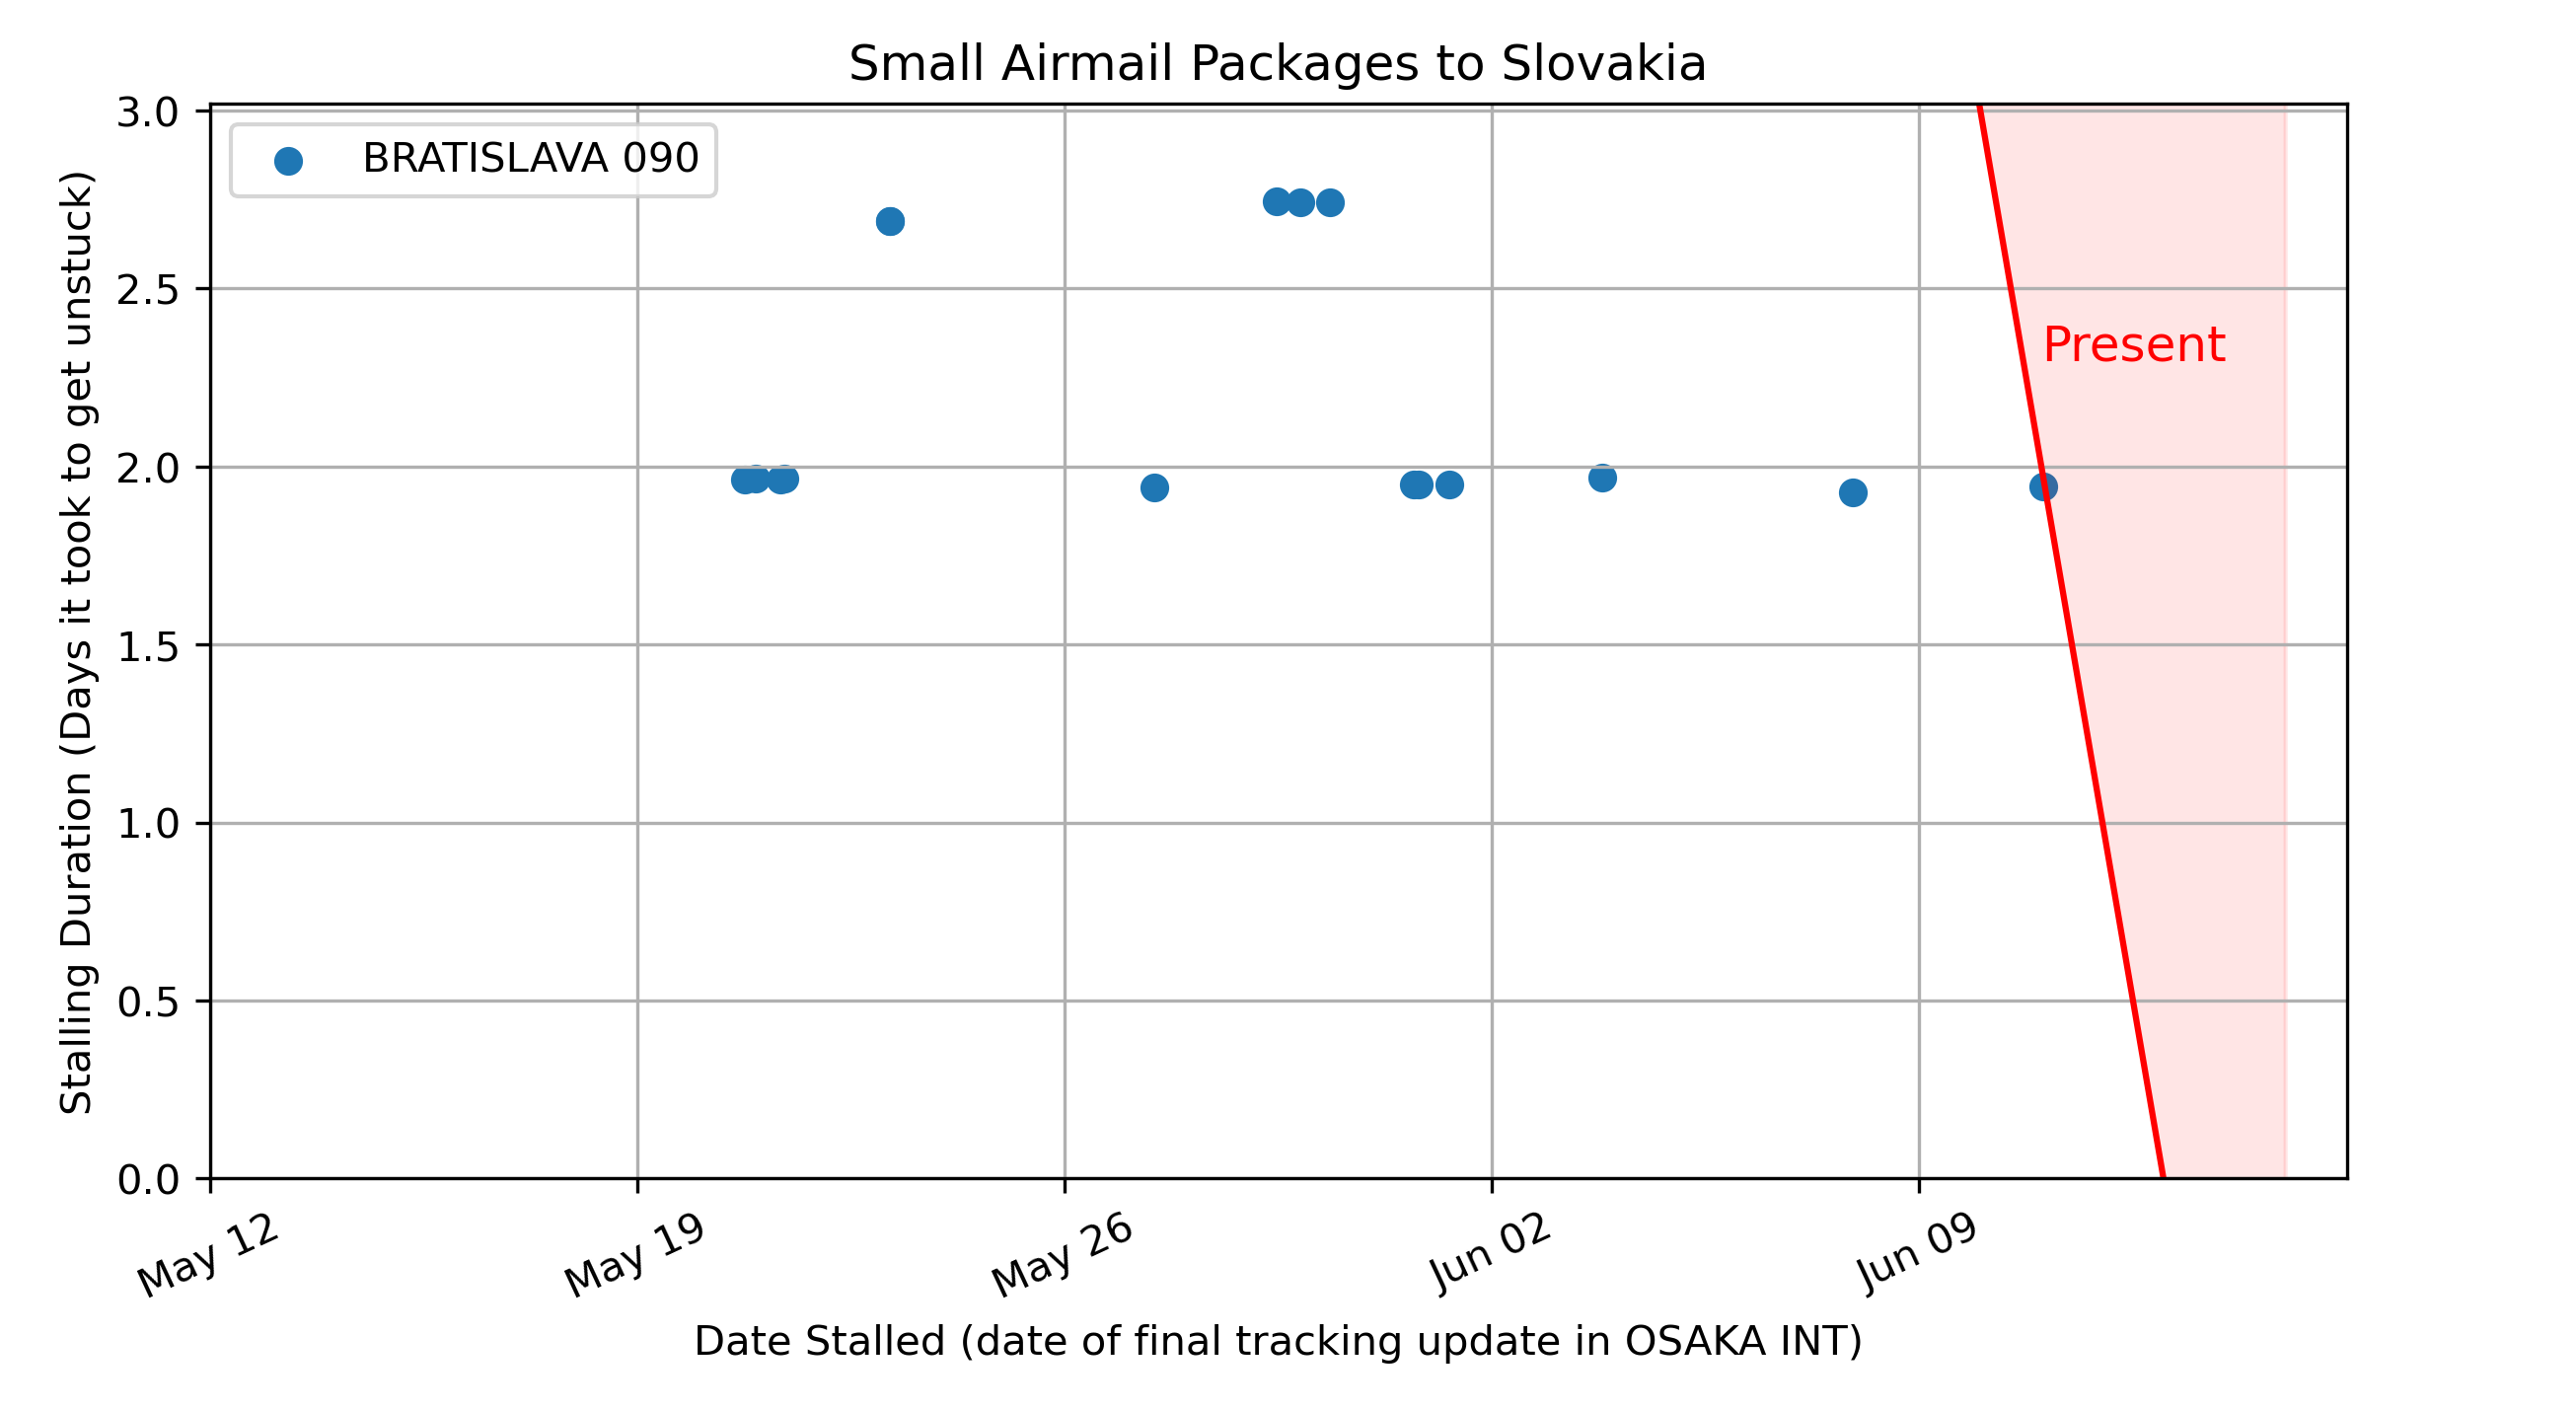 Small Airmail Packages to Slovakia
BRATISLAVA 090
Present
Stalling Duration (Days it took to get unstuck)
3.0
2.5
2.0
1.5
1.0
0.5
0.0
May 12
May 19
May 26
Jun 02
Jun 09
Date Stalled (date of final tracking update in OSAKA INT)